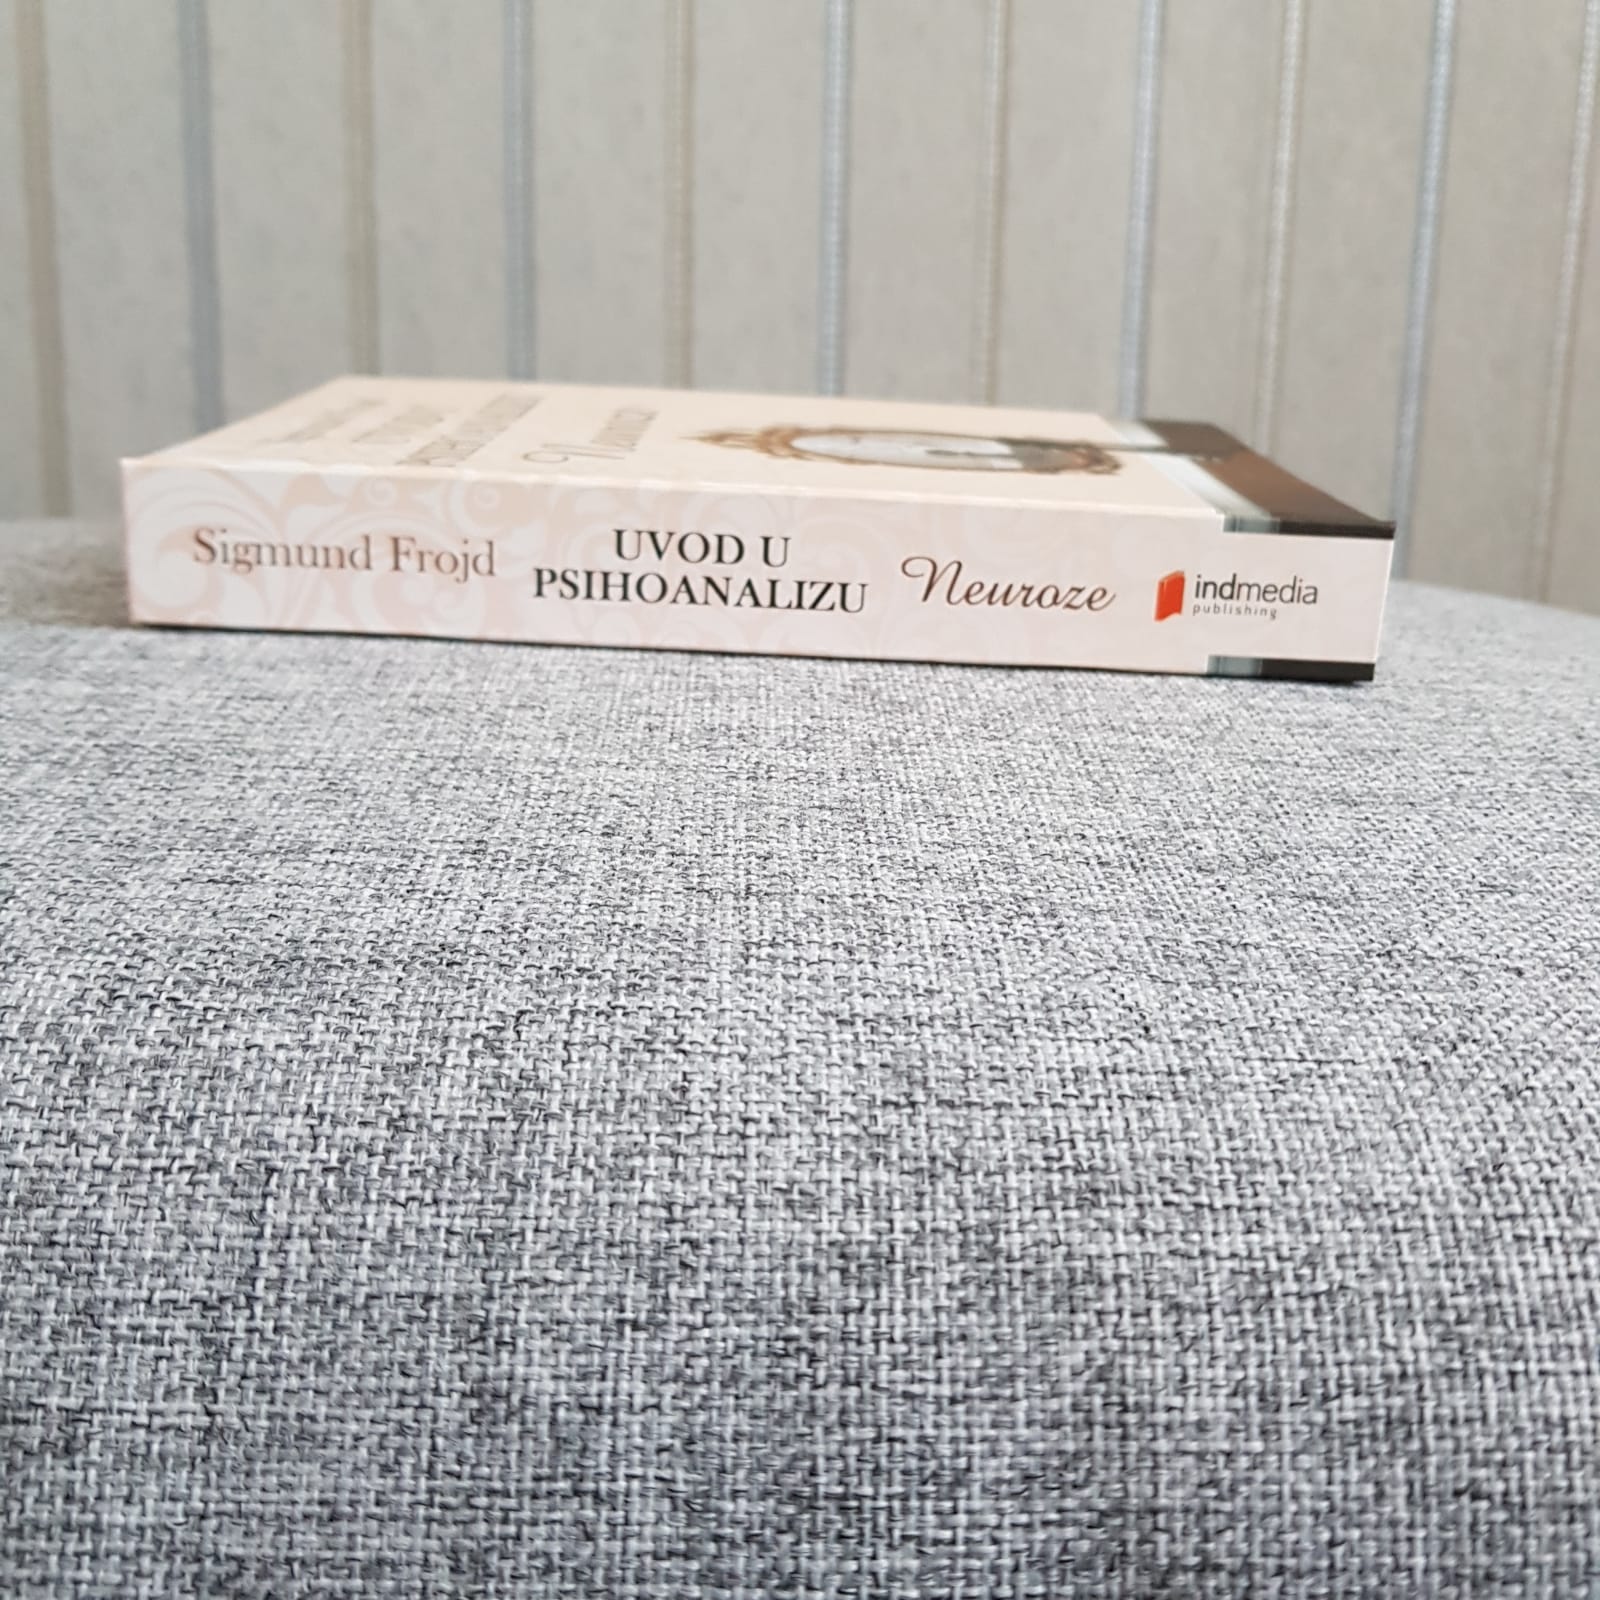 Sigmund Frojd
UVOD U
PSIHOANALIZU
Neuroze
indmedia
publishing